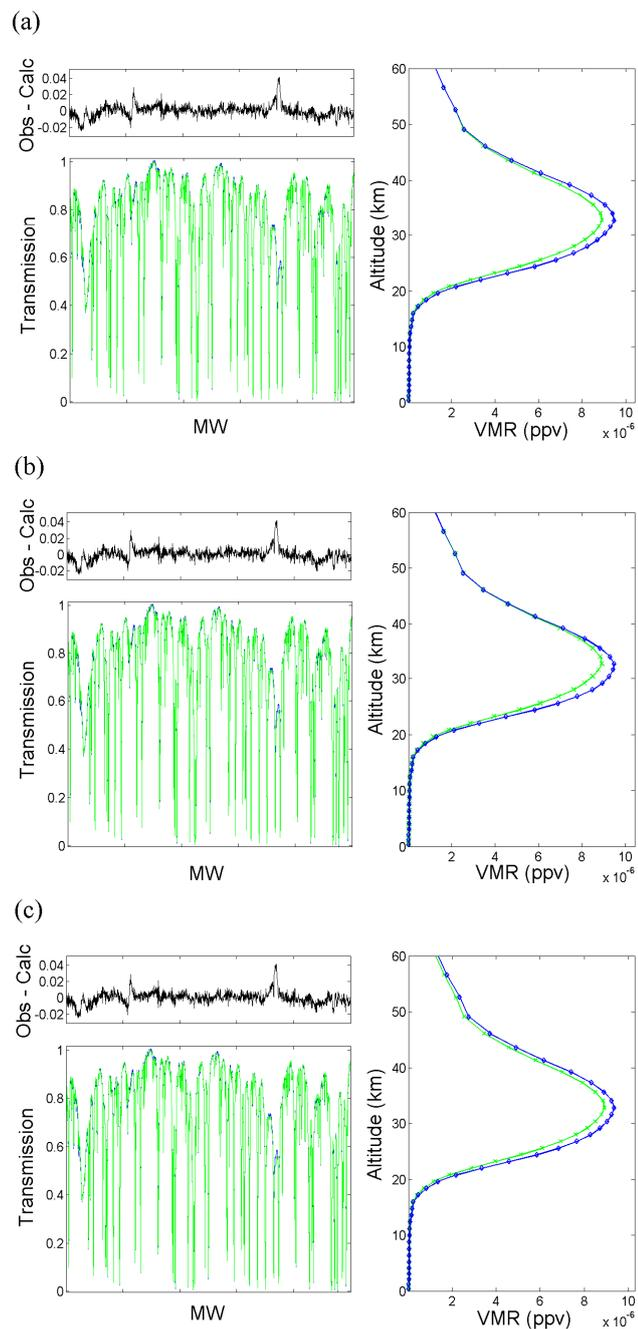 (a)
Obs - Calc
0.04
0.02
0
-0.02
Transmission
1
0.8
0.6
0.4
0.2
0
MW
Altitude (km)
60
50
40
30
20
10
0
2 4 6 8 10
VMR (ppv)
x 10-6
(b)
Obs - Calc
0.04
0.02
0
-0.02
Transmission
1
0.8
0.6
0.4
0.2
0
MW
Altitude (km)
60
50
40
30
20
10
0
2 4 6 8 10
VMR (ppv)
x 10-6
(c)
Obs - Calc
0.04
0.02
0
-0.02
Transmission
1
0.8
0.6
0.4
0.2
0
MW
Altitude (km)
60
50
40
30
20
10
0
2 4 6 8 10
VMR (ppv)
x 10-6